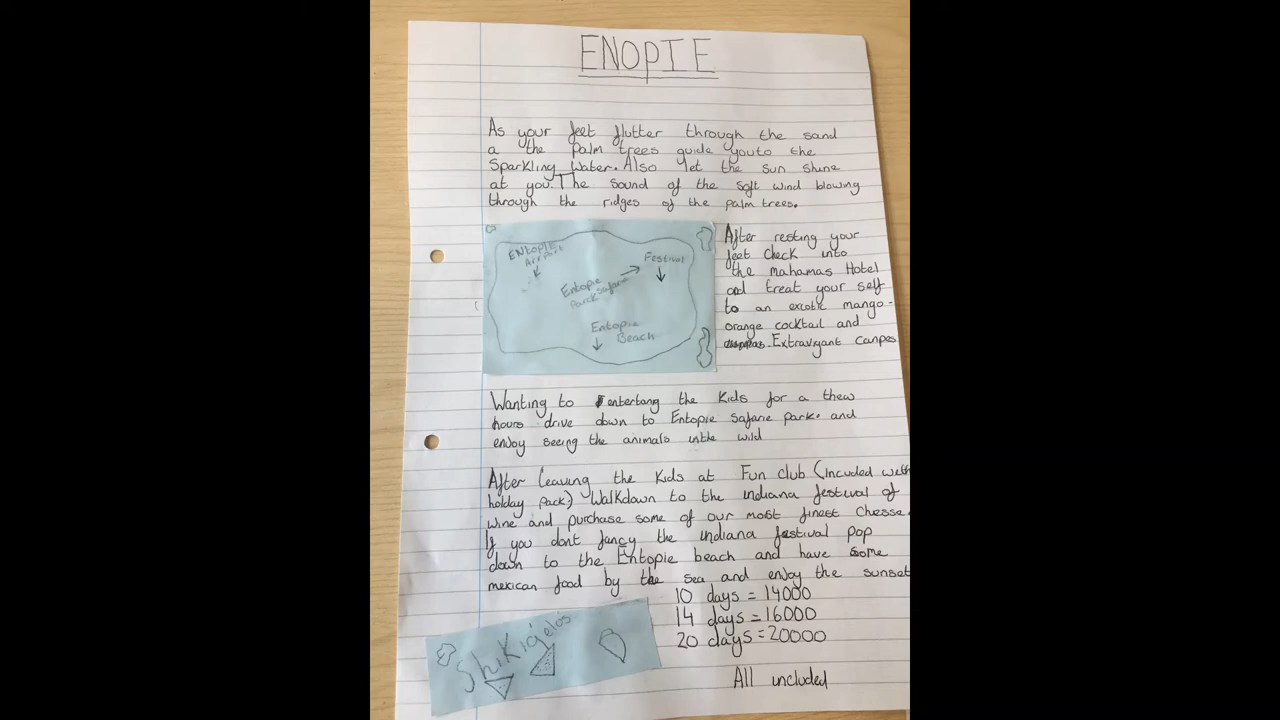 ENOPIE
As your feet flutter through the sand
a the palm trees guide youto the
Sparkling Water. Also let the sun shine
at you. The sound of the soft wind blowing
through the ridges of the palm trees.
ENtoPIE
Airport
Festival
Entopie
Parck safari
Entopie
Beach
After resting your
feet check into
the mahamas Hotel
and treat your self
to an excotic mango-
orange cocktail and
Extravigant canpes
Wanting to entertang the Kids for a thew
hours drive down to Entopie safarie park. and
enjoy seeing the animals inthe wild
After leaving the Kids at Fun club (incuded with
holiday pack) Walkdown to the indiana festival of
wine and purchase some of our most finest Chesse.
If you dont fancy the indiana festival pop
down to the Entopie beach and have some
mexican food by the sea and enjoy the sunset
10 days = 14000
14 days = 16000
20 days = 20000
Shikigelos
All included